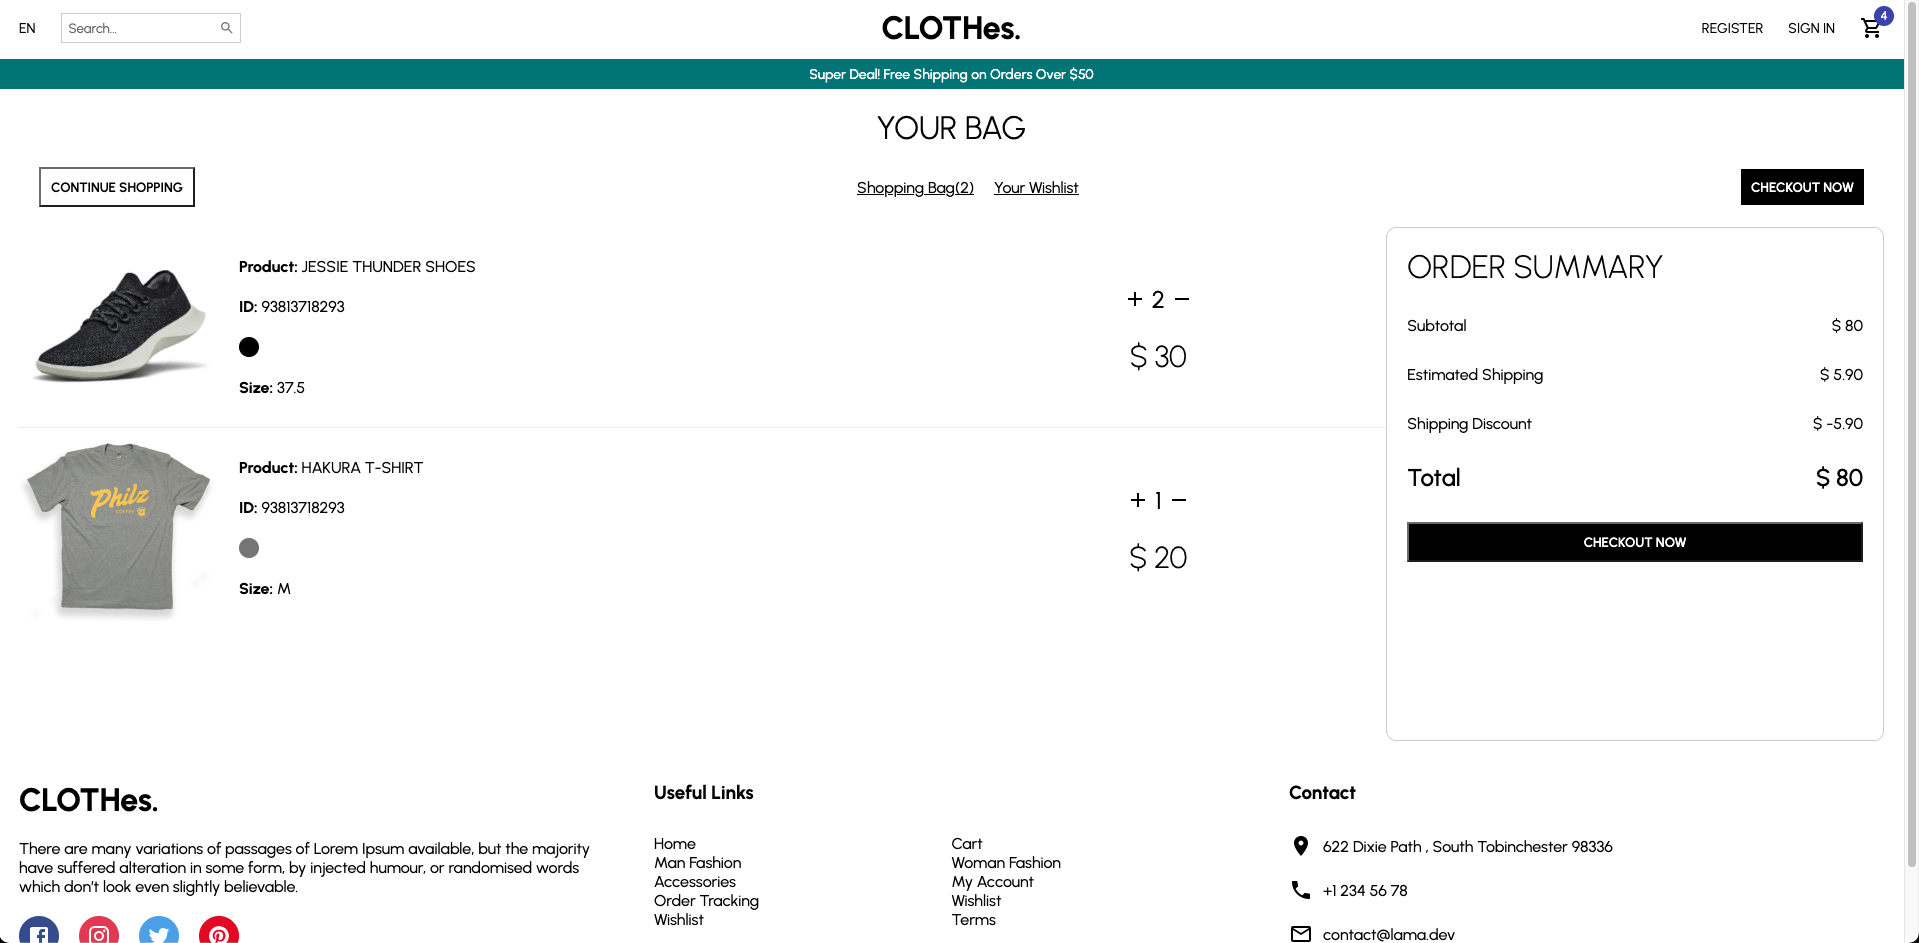 EN
Search...
CLOTHes.
REGISTER
SIGN IN
4
Super Deal! Free Shipping on Orders Over $50
YOUR BAG
CONTINUE SHOPPING
Shopping Bag(2)
Your Wishlist
CHECKOUT NOW
Product: JESSIE THUNDER SHOES
ID: 93813718293
Size: 37.5
+ 2 −
$ 30
Philz
COFFEE
Product: HAKURA T-SHIRT
ID: 93813718293
Size: M
+ 1 −
$ 20
ORDER SUMMARY
Subtotal $ 80
Estimated Shipping $ 5.90
Shipping Discount $ -5.90
Total $ 80
CHECKOUT NOW
CLOTHes.
There are many variations of passages of Lorem Ipsum available, but the majority
have suffered alteration in some form, by injected humour, or randomised words
which don’t look even slightly believable.
Useful Links
Home
Man Fashion
Accessories
Order Tracking
Wishlist
Cart
Woman Fashion
My Account
Wishlist
Terms
Contact
622 Dixie Path , South Tobinchester 98336
+1 234 56 78
contact@lama.dev